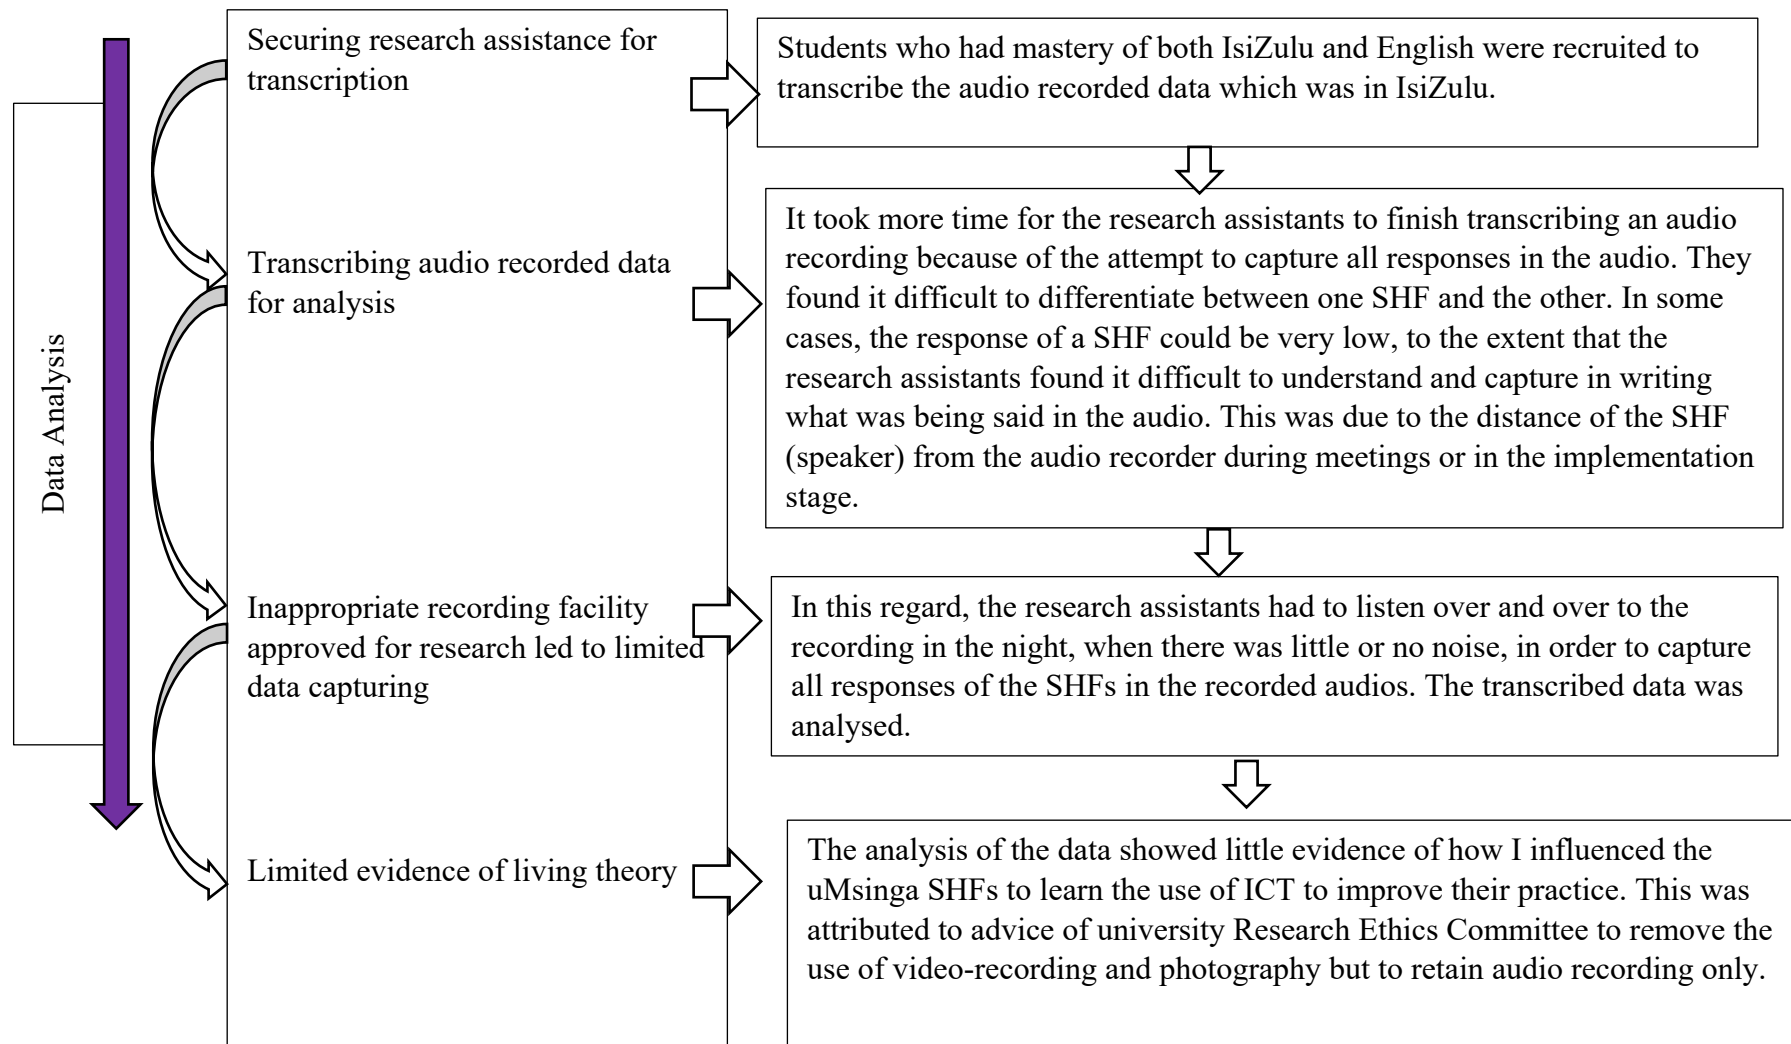 Data Analysis
Securing research assistance for
transcription
Students who had mastery of both IsiZulu and English were recruited to
transcribe the audio recorded data which was in IsiZulu.
Transcribing audio recorded data
for analysis
It took more time for the research assistants to finish transcribing an audio
recording because of the attempt to capture all responses in the audio. They
found it difficult to differentiate between one SHF and the other. In some
cases, the response of a SHF could be very low, to the extent that the
research assistants found it difficult to understand and capture in writing
what was being said in the audio. This was due to the distance of the SHF
(speaker) from the audio recorder during meetings or in the implementation
stage.
Inappropriate recording facility
approved for research led to limited
data capturing
In this regard, the research assistants had to listen over and over to the
recording in the night, when there was little or no noise, in order to capture
all responses of the SHFs in the recorded audios. The transcribed data was
analysed.
Limited evidence of living theory
The analysis of the data showed little evidence of how I influenced the
uMsinga SHFs to learn the use of ICT to improve their practice. This was
attributed to advice of university Research Ethics Committee to remove the
use of video-recording and photography but to retain audio recording only.